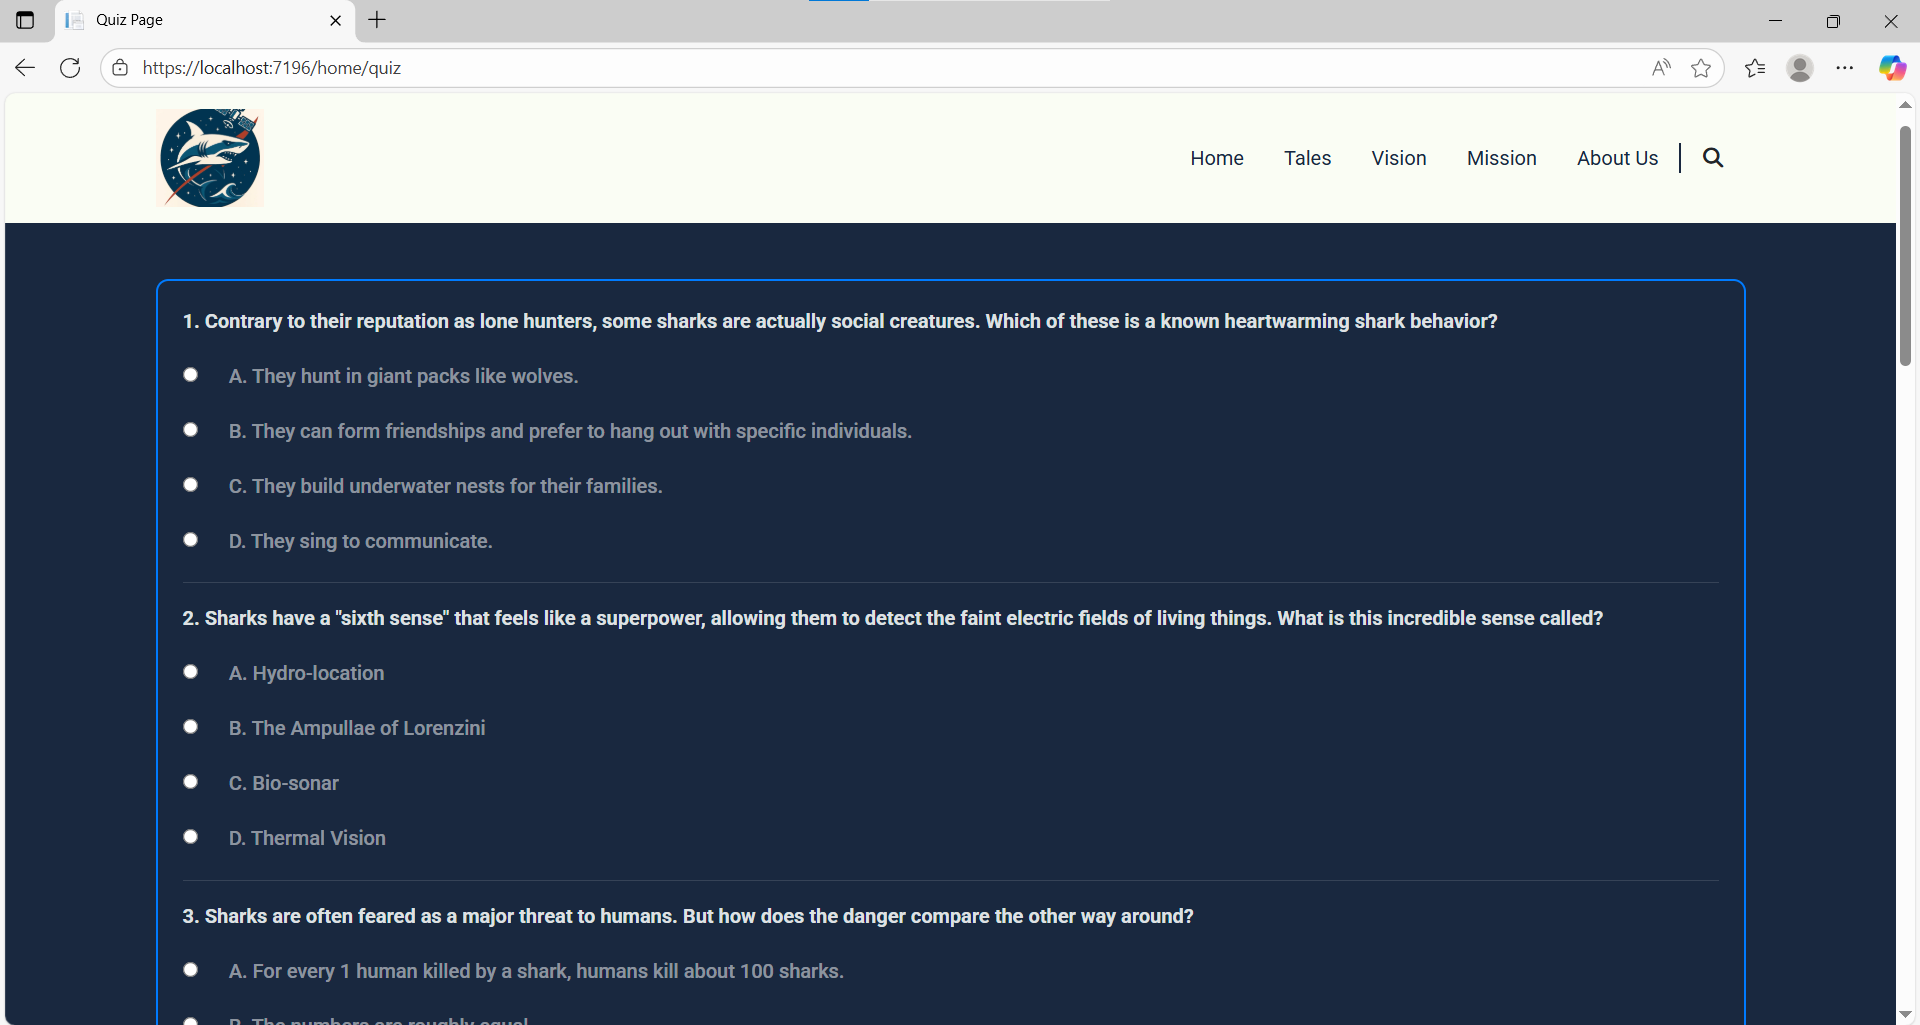 Quiz Page
https://localhost:7196/home/quiz
Home Tales Vision Mission About Us
1. Contrary to their reputation as lone hunters, some sharks are actually social creatures. Which of these is a known heartwarming shark behavior?
A. They hunt in giant packs like wolves.
B. They can form friendships and prefer to hang out with specific individuals.
C. They build underwater nests for their families.
D. They sing to communicate.
2. Sharks have a "sixth sense" that feels like a superpower, allowing them to detect the faint electric fields of living things. What is this incredible sense called?
A. Hydro-location
B. The Ampullae of Lorenzini
C. Bio-sonar
D. Thermal Vision
3. Sharks are often feared as a major threat to humans. But how does the danger compare the other way around?
A. For every 1 human killed by a shark, humans kill about 100 sharks.
B. The numbers are roughly equal